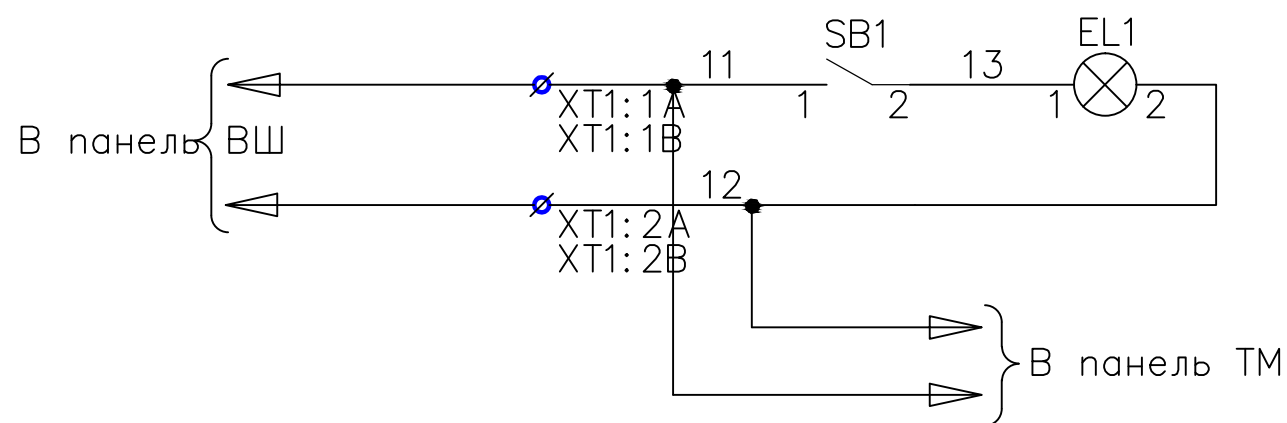 SB1
EL1
11
13
1
2
1
2
XT1:1A
XT1:1B
В панель ВШ
12
XT1:2A
XT1:2B
В панель ТМ